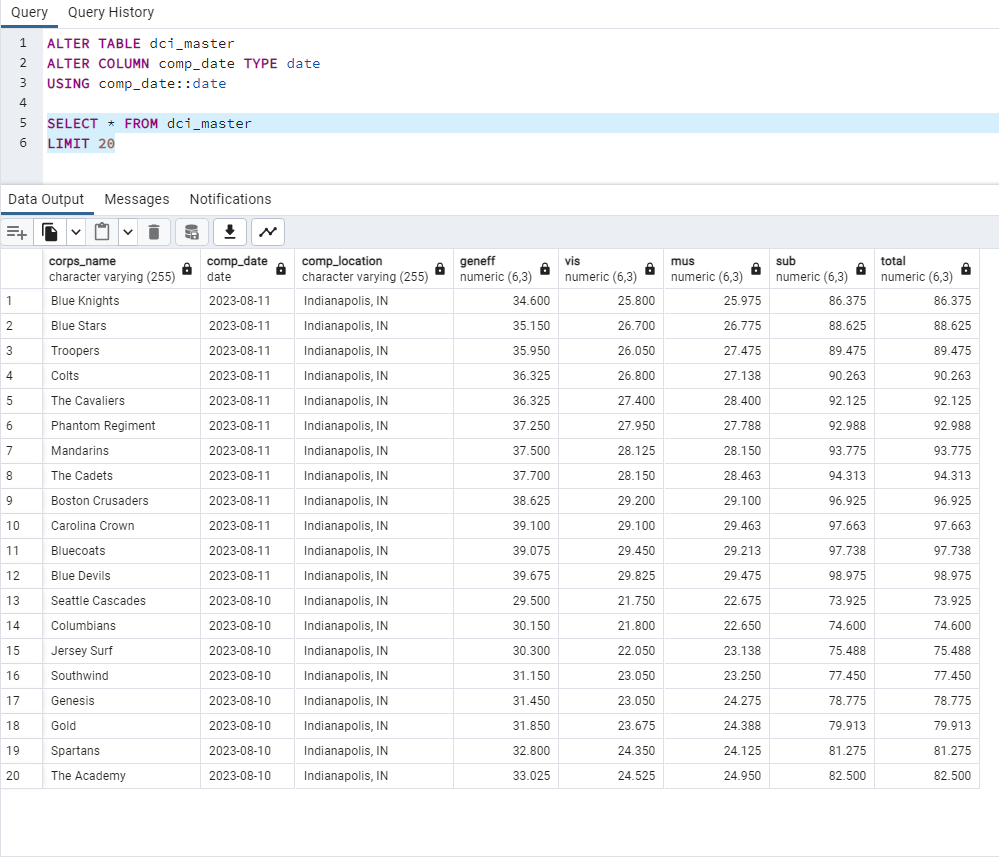 Query Query History
1 ALTER TABLE dci_master
2 ALTER COLUMN comp_date TYPE date
3 USING comp_date::date
4
5 SELECT * FROM dci_master
6 LIMIT 20
Data Output Messages Notifications
corps_name comp_date comp_location geneff vis mus sub total
character varying (255) date character varying (255) numeric (6,3) numeric (6,3) numeric (6,3) numeric (6,3) numeric (6,3)
1 Blue Knights 2023-08-11 Indianapolis, IN 34.600 25.800 25.975 86.375 86.375
2 Blue Stars 2023-08-11 Indianapolis, IN 35.150 26.700 26.775 88.625 88.625
3 Troopers 2023-08-11 Indianapolis, IN 35.950 26.050 27.475 89.475 89.475
4 Colts 2023-08-11 Indianapolis, IN 36.325 26.800 27.138 90.263 90.263
5 The Cavaliers 2023-08-11 Indianapolis, IN 36.325 27.400 28.400 92.125 92.125
6 Phantom Regiment 2023-08-11 Indianapolis, IN 37.250 27.950 27.788 92.988 92.988
7 Mandarins 2023-08-11 Indianapolis, IN 37.500 28.125 28.150 93.775 93.775
8 The Cadets 2023-08-11 Indianapolis, IN 37.700 28.150 28.463 94.313 94.313
9 Boston Crusaders 2023-08-11 Indianapolis, IN 38.625 29.200 29.100 96.925 96.925
10 Carolina Crown 2023-08-11 Indianapolis, IN 39.100 29.100 29.463 97.663 97.663
11 Bluecoats 2023-08-11 Indianapolis, IN 39.075 29.450 29.213 97.738 97.738
12 Blue Devils 2023-08-11 Indianapolis, IN 39.675 29.825 29.475 98.975 98.975
13 Seattle Cascades 2023-08-10 Indianapolis, IN 29.500 21.750 22.675 73.925 73.925
14 Columbians 2023-08-10 Indianapolis, IN 30.150 21.800 22.650 74.600 74.600
15 Jersey Surf 2023-08-10 Indianapolis, IN 30.300 22.050 23.138 75.488 75.488
16 Southwind 2023-08-10 Indianapolis, IN 31.150 23.050 23.250 77.450 77.450
17 Genesis 2023-08-10 Indianapolis, IN 31.450 23.050 24.275 78.775 78.775
18 Gold 2023-08-10 Indianapolis, IN 31.850 23.675 24.388 79.913 79.913
19 Spartans 2023-08-10 Indianapolis, IN 32.800 24.350 24.125 81.275 81.275
20 The Academy 2023-08-10 Indianapolis, IN 33.025 24.525 24.950 82.500 82.500